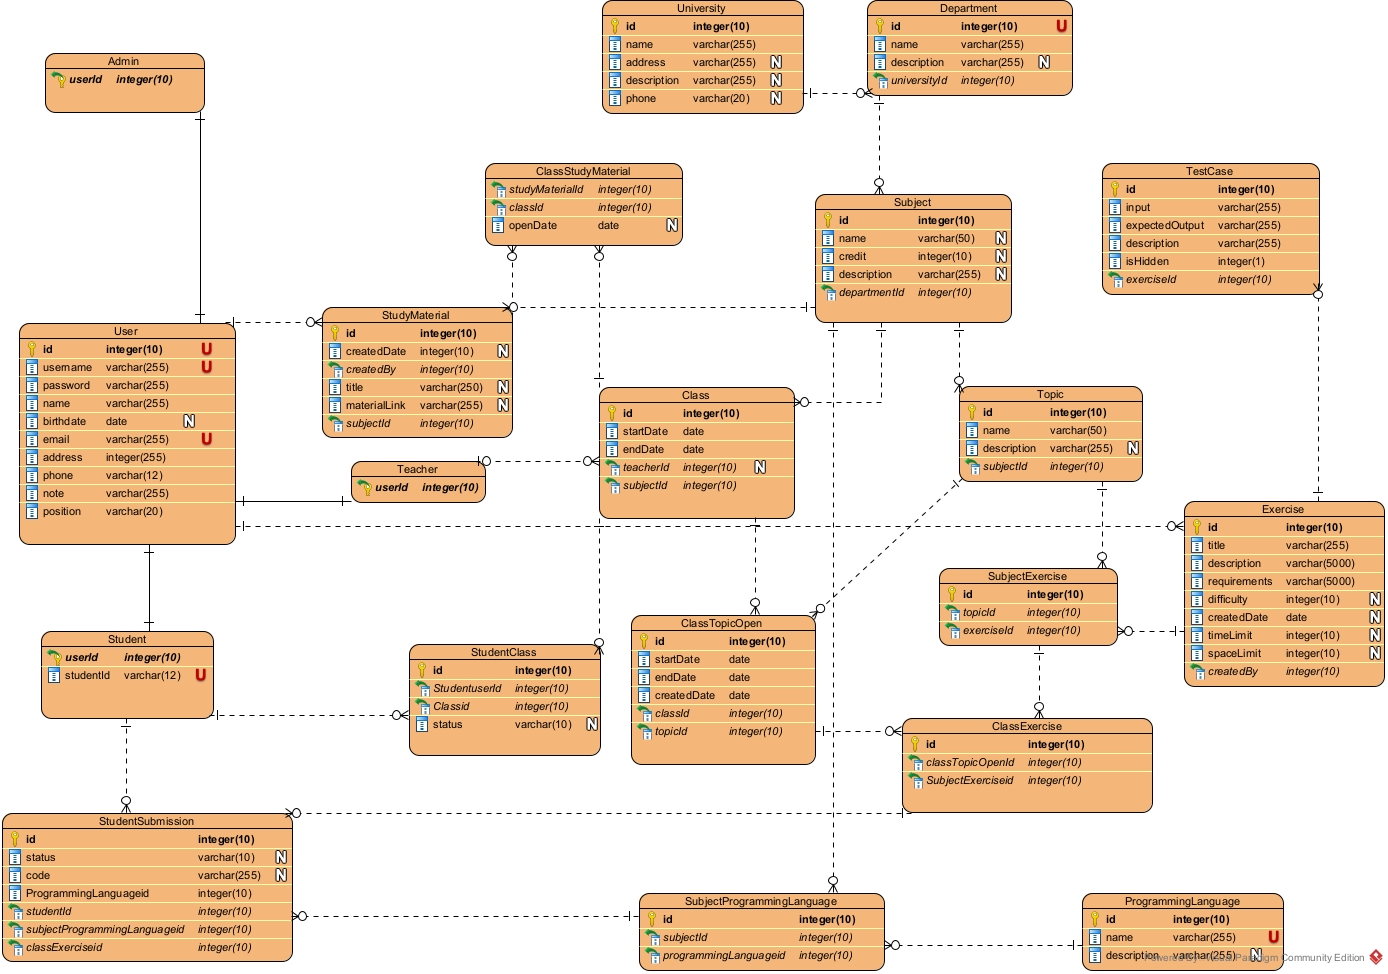 University
id integer(10)
name varchar(255)
address varchar(255) N
description varchar(255) N
phone varchar(20) N
Department
id integer(10) U
name varchar(255)
description varchar(255) N
universityId integer(10)
Admin
userId integer(10)
ClassStudyMaterial
studyMaterialId integer(10)
classId integer(10)
openDate date N
Subject
id integer(10)
name varchar(50) N
credit integer(10) N
description varchar(255) N
departmentId integer(10)
TestCase
id integer(10)
input varchar(255)
expectedOutput varchar(255)
description varchar(255)
isHidden integer(1)
exerciseId integer(10)
User
id integer(10) U
username varchar(255) U
password varchar(255)
name varchar(255)
birthdate date N
email varchar(255) U
address integer(255)
phone varchar(12)
note varchar(255)
position varchar(20)
StudyMaterial
id integer(10)
createdDate integer(10) N
createdBy integer(10)
title varchar(250) N
materialLink varchar(255) N
subjectId integer(10)
Class
id integer(10)
startDate date
endDate date
teacherId integer(10) N
subjectId integer(10)
Topic
id integer(10)
name varchar(50)
description varchar(255) N
subjectId integer(10)
Teacher
userId integer(10)
Exercise
id integer(10)
title varchar(255)
description varchar(5000)
requirements varchar(5000)
difficulty integer(10) N
createdDate date N
timeLimit integer(10) N
spaceLimit integer(10) N
createdBy integer(10)
SubjectExercise
id integer(10)
topicId integer(10)
exerciseId integer(10)
Student
userId integer(10)
studentId varchar(12) U
StudentClass
id integer(10)
StudentuserId integer(10)
Classid integer(10)
status varchar(10) N
ClassTopicOpen
id integer(10)
startDate date
endDate date
createdDate date
classId integer(10)
topicId integer(10)
ClassExercise
id integer(10)
classTopicOpenId integer(10)
SubjectExerciseid integer(10)
StudentSubmission
id integer(10)
status varchar(10) N
code varchar(255) N
ProgrammingLanguageid integer(10)
studentId integer(10)
subjectProgrammingLanguageid integer(10)
classExerciseid integer(10)
SubjectProgrammingLanguage
id integer(10)
subjectId integer(10)
programmingLanguageid integer(10)
ProgrammingLanguage
id integer(10)
name varchar(255) U
description varchar(255) N
Powered By Visual Paradigm Community Edition